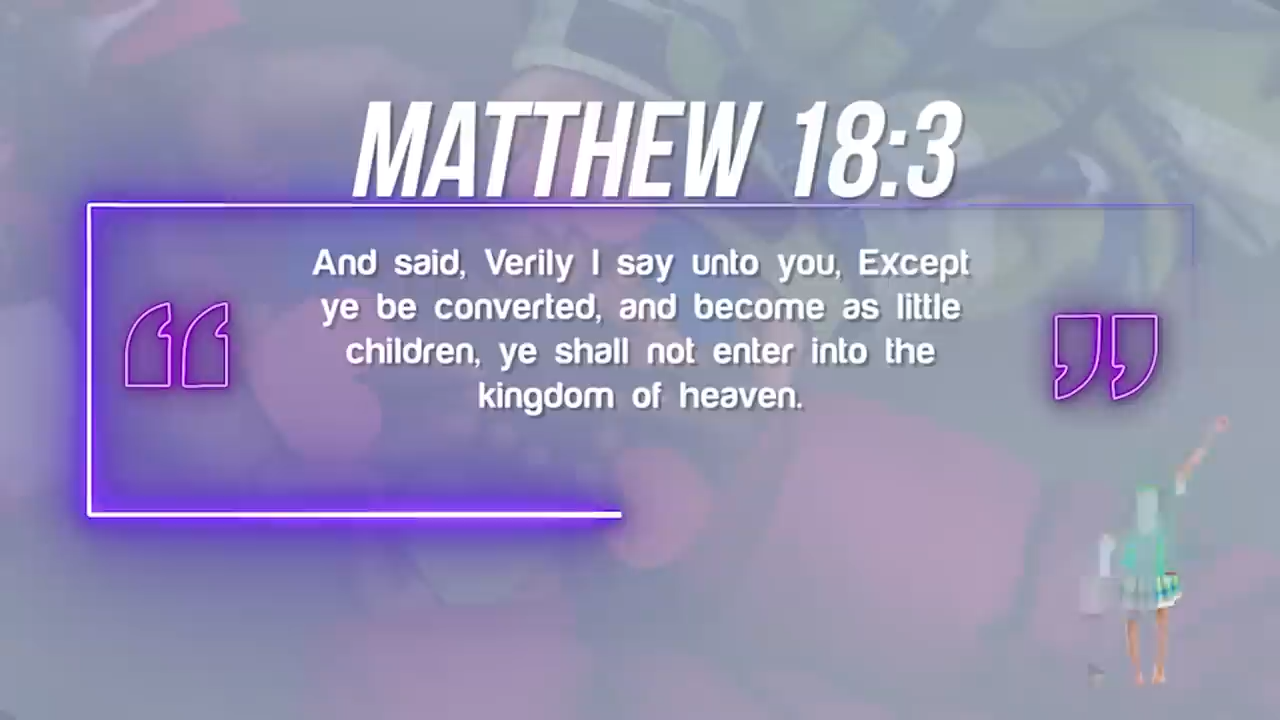 MATTHEW 18:3
And said, Verily I say unto you, Except
ye be converted, and become as little
children, ye shall not enter into the
kingdom of heaven.